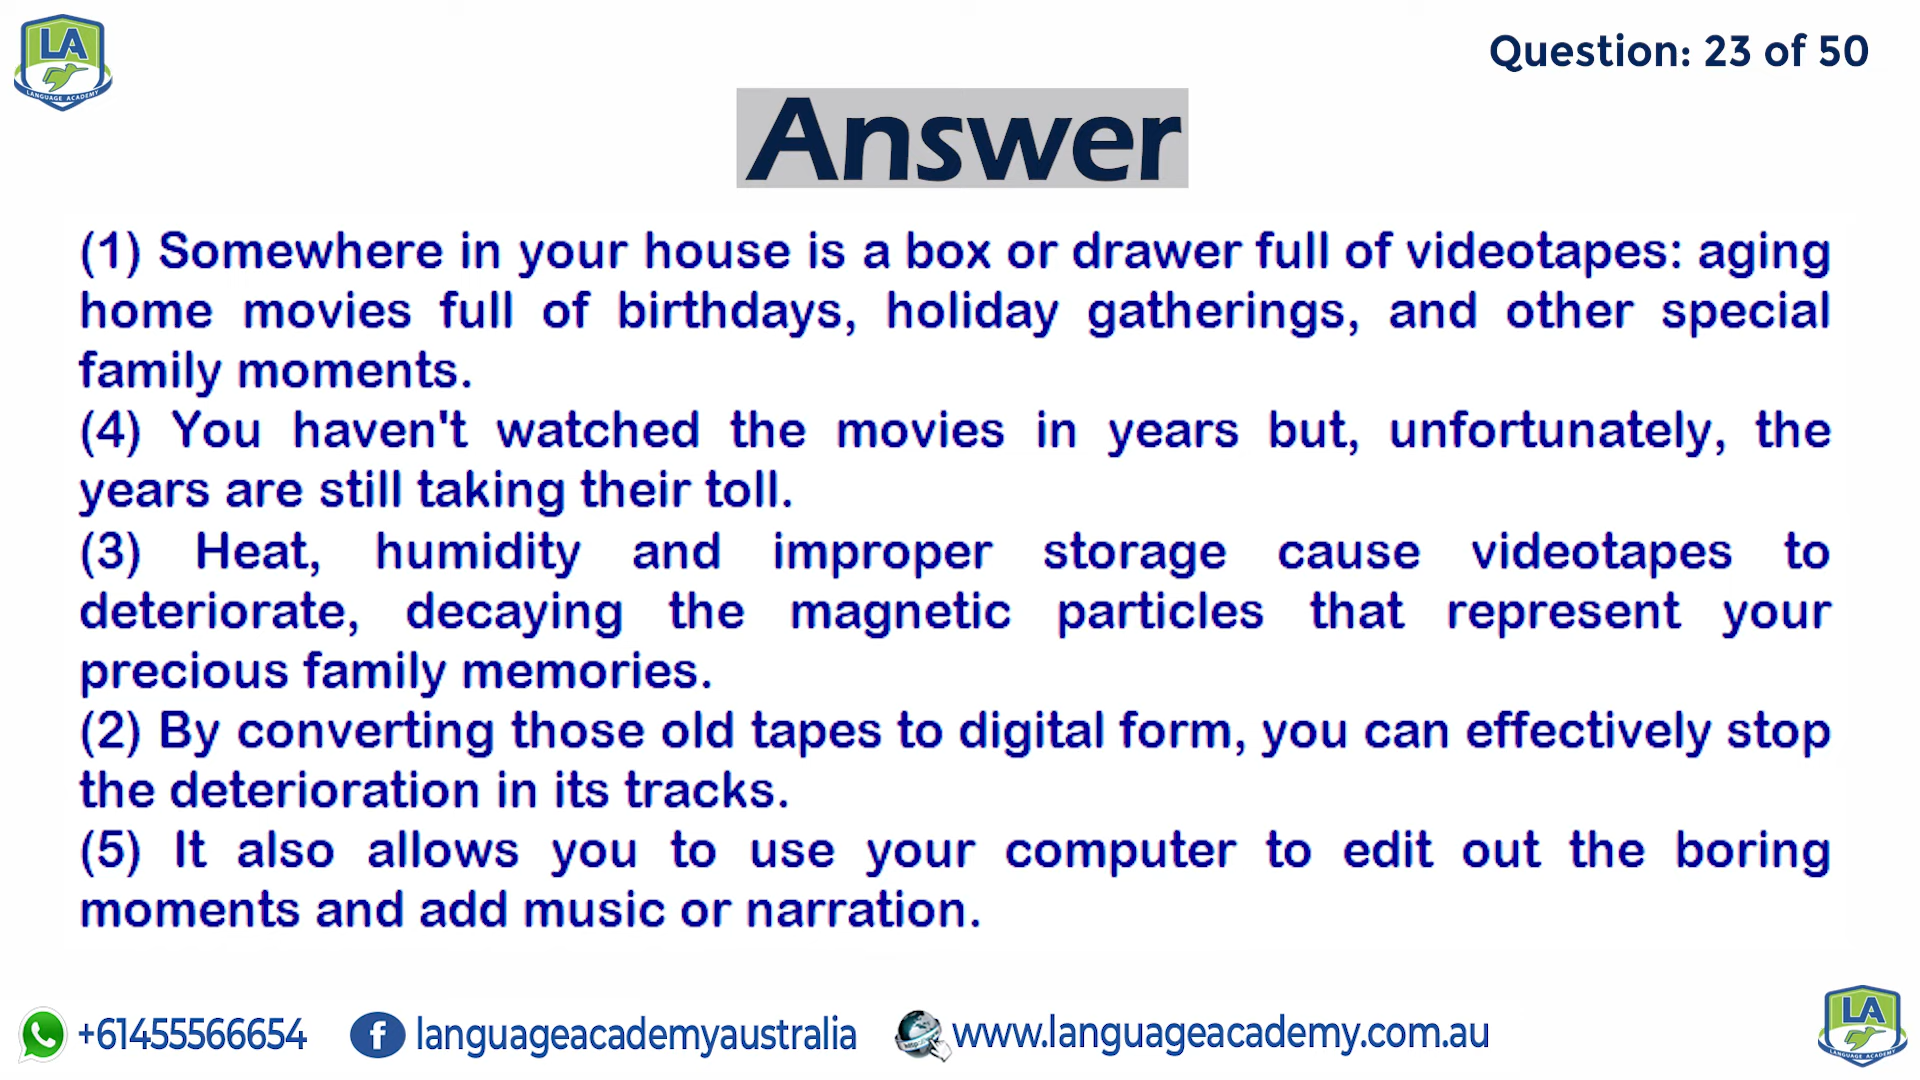 LA
LANGUAGE ACADEMY
Question: 23 of 50
Answer
(1) Somewhere in your house is a box or drawer full of videotapes: aging
home movies full of birthdays, holiday gatherings, and other special
family moments.
(4) You haven't watched the movies in years but, unfortunately, the
years are still taking their toll.
(3) Heat, humidity and improper storage cause videotapes to
deteriorate, decaying the magnetic particles that represent your
precious family memories.
(2) By converting those old tapes to digital form, you can effectively stop
the deterioration in its tracks.
(5) It also allows you to use your computer to edit out the boring
moments and add music or narration.
+61455566654
f
languageacademyaustralia
http://
www.languageacademy.com.au
LA
LANGUAGE ACADEMY